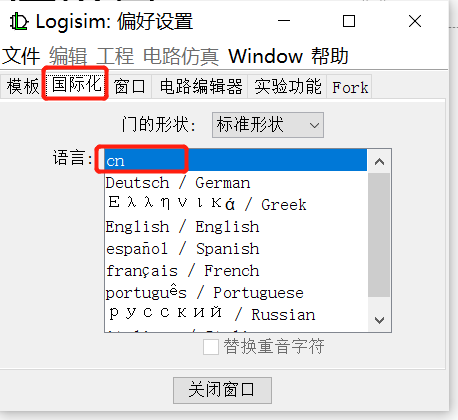 Logisim: 偏好设置
文件 编辑 工程 电路仿真 Window 帮助
模板 国际化 窗口 电路编辑器 实验功能 Fork
门的形状: 标准形状
语言: cn
Deutsch / German
Ελληνικά / Greek
English / English
español / Spanish
français / French
português / Portuguese
русский / Russian
替换重音字符
关闭窗口